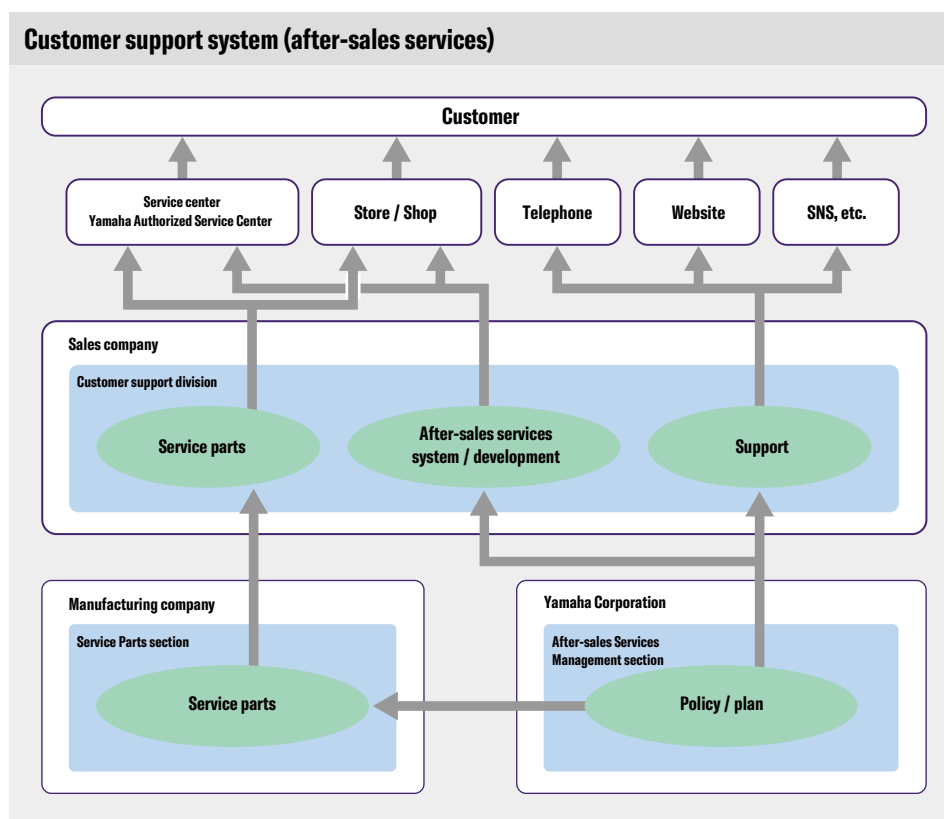 Customer support system (after-sales services)
Customer
Service center
Yamaha Authorized Service Center
Store / Shop
Telephone
Website
SNS, etc.
Sales company
Customer support division
Service parts
After-sales services
system / development
Support
Manufacturing company
Service Parts section
Service parts
Yamaha Corporation
After-sales Services
Management section
Policy / plan